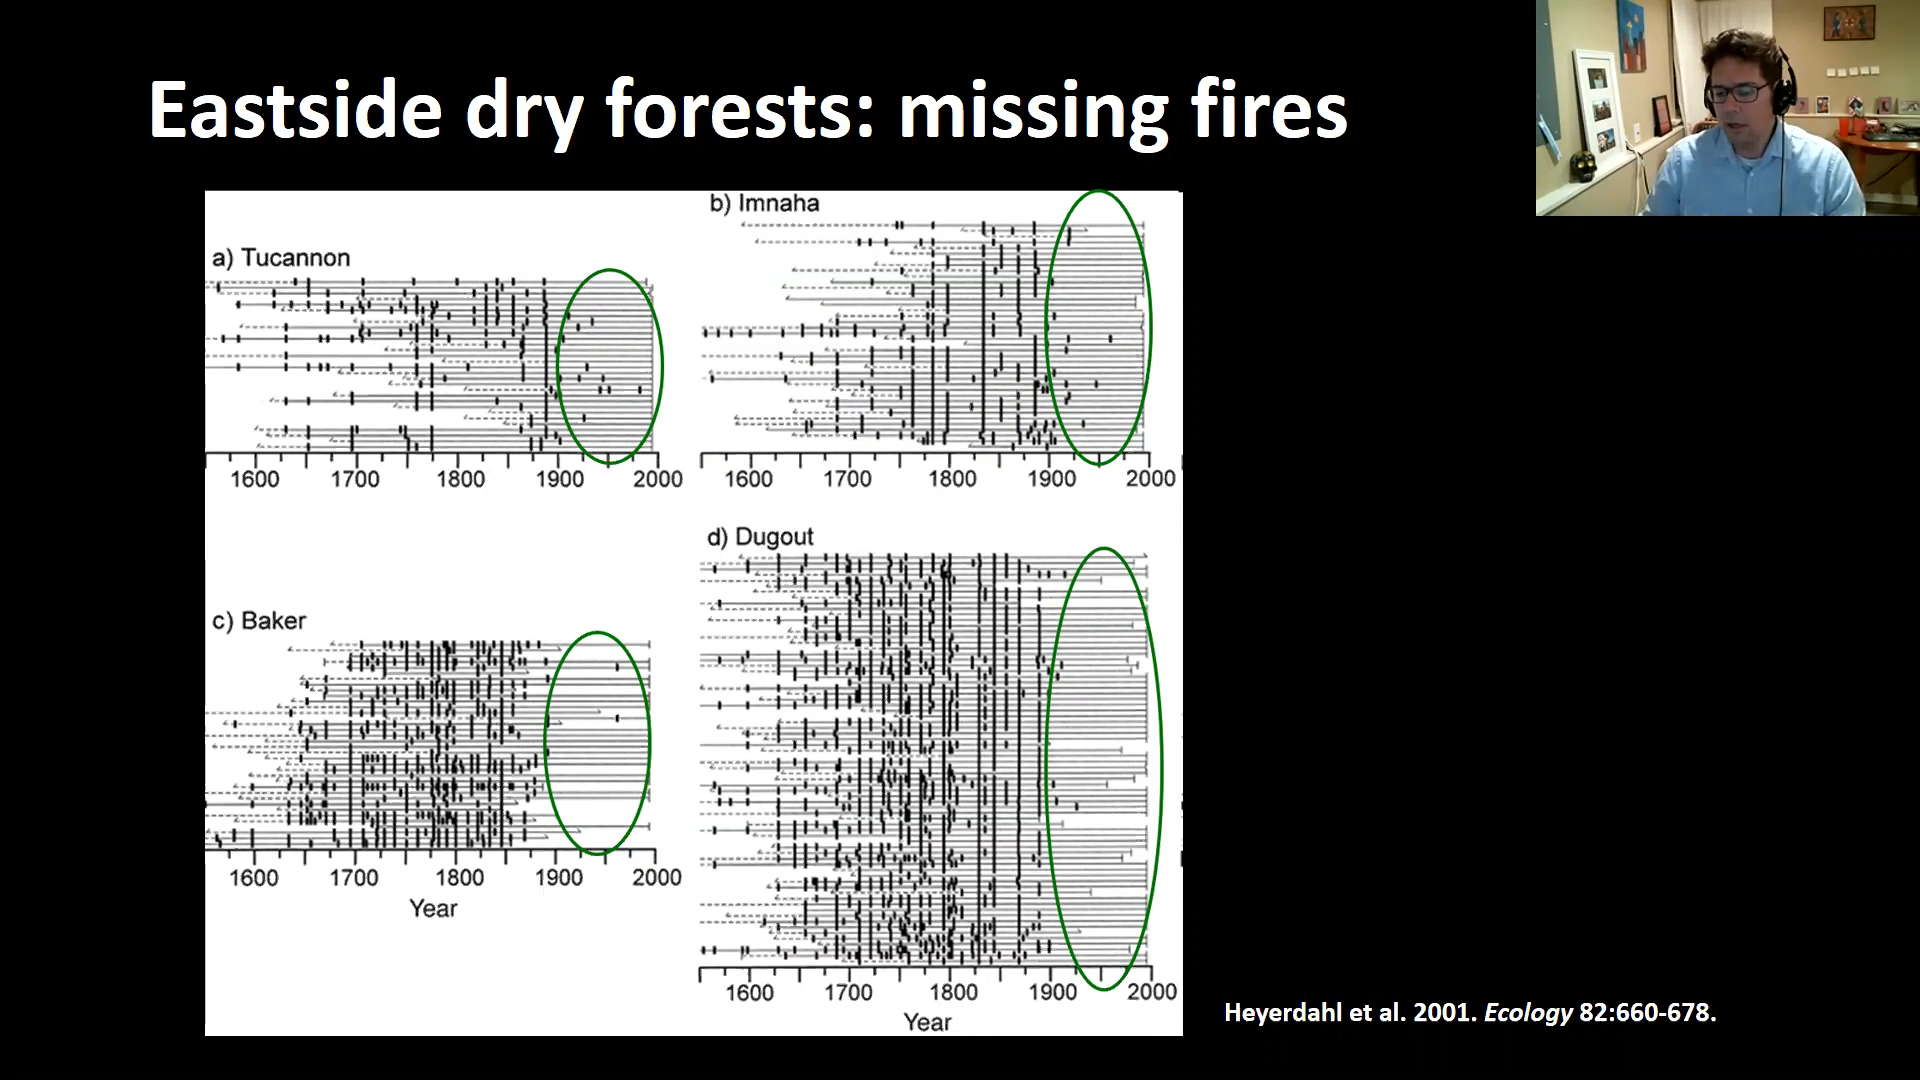 Eastside dry forests: missing fires
a) Tucannon
1600 1700 1800 1900 2000
b) Imnaha
1600 1700 1800 1900 2000
c) Baker
1600 1700 1800 1900 2000
Year
d) Dugout
1600 1700 1800 1900 2000
Year
Heyerdahl et al. 2001. Ecology 82:660-678.